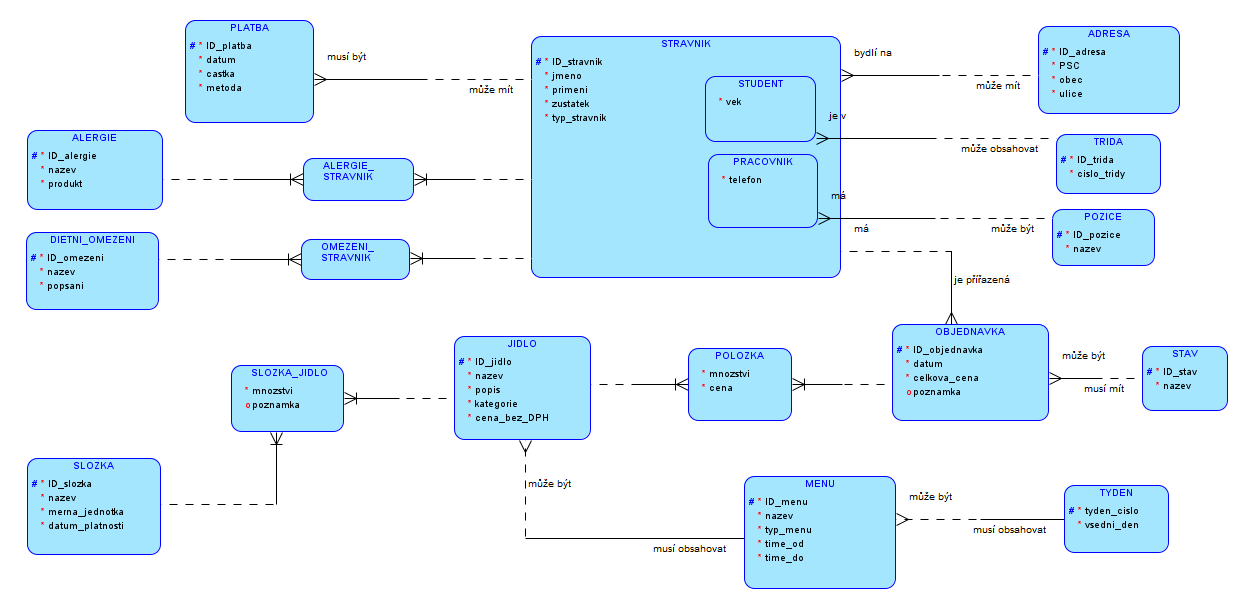 PLATBA
# * ID_platba
* datum
* castka
* metoda
musí být
může mít
STRAVNIK
# * ID_stravnik
* jmeno
* primeni
* zustatek
* typ_stravnik
STUDENT
* vek
PRACOVNIK
* telefon
bydlí na
může mít
ADRESA
# * ID_adresa
* PSC
* obec
* ulice
je v
může obsahovat
TRIDA
# * ID_trida
* cislo_tridy
má
má
může být
POZICE
# * ID_pozice
* nazev
ALERGIE
# * ID_alergie
* nazev
* produkt
ALERGIE_
STRAVNIK
DIETNI_OMEZENI
# * ID_omezeni
* nazev
* popsani
OMEZENI_
STRAVNIK
je přířazená
OBJEDNAVKA
# * ID_objednavka
* datum
* celkova_cena
o poznamka
může být
musí mít
STAV
# * ID_stav
* nazev
JIDLO
# * ID_jidlo
* nazev
* popis
* kategorie
* cena_bez_DPH
POLOZKA
* mnozstvi
* cena
SLOZKA_JIDLO
* mnozstvi
o poznamka
SLOZKA
# * ID_slozka
* nazev
* merna_jednotka
* datum_platnosti
může být
musí obsahovat
MENU
# * ID_menu
* nazev
* typ_menu
* time_od
* time_do
může být
musí obsahovat
TYDEN
# * tyden_cislo
* vsedni_den